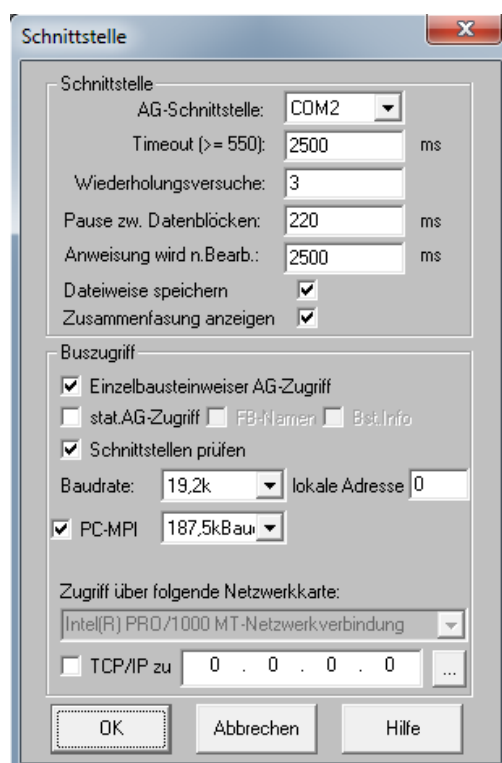 Schnittstelle
Schnittstelle
AG-Schnittstelle: COM2
Timeout (>= 550): 2500 ms
Wiederholungsversuche: 3
Pause zw. Datenblöcken: 220 ms
Anweisung wird n.Bearb.: 2500 ms
Dateiweise speichern
Zusammenfasung anzeigen
Buszugriff
Einzelbausteinweiser AG-Zugriff
stat.AG-Zugriff FB-Namen Bst.Info
Schnittstellen prüfen
Baudrate: 19,2k lokale Adresse 0
PC-MPI 187,5kBau
Zugriff über folgende Netzwerkkarte:
Intel(R) PRO/1000 MT-Netzwerkverbindung
TCP/IP zu 0 . 0 . 0 . 0 ...
OK Abbrechen Hilfe